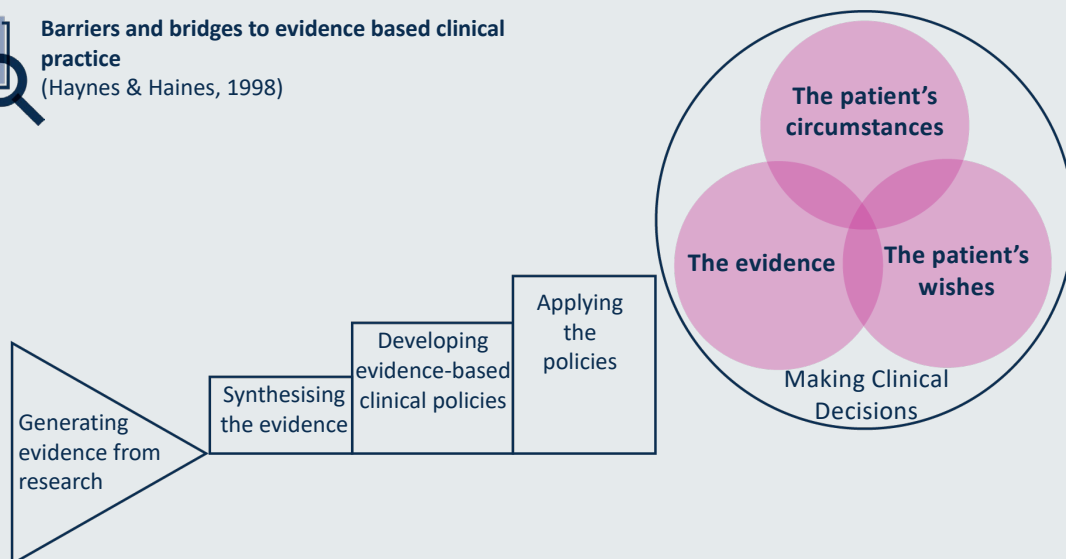 Barriers and bridges to evidence based clinical
practice
(Haynes & Haines, 1998)
The patient’s
circumstances
The evidence
The patient’s
wishes
Making Clinical
Decisions
Applying
the
policies
Developing
evidence-based
clinical policies
Synthesising
the evidence
Generating
evidence from
research